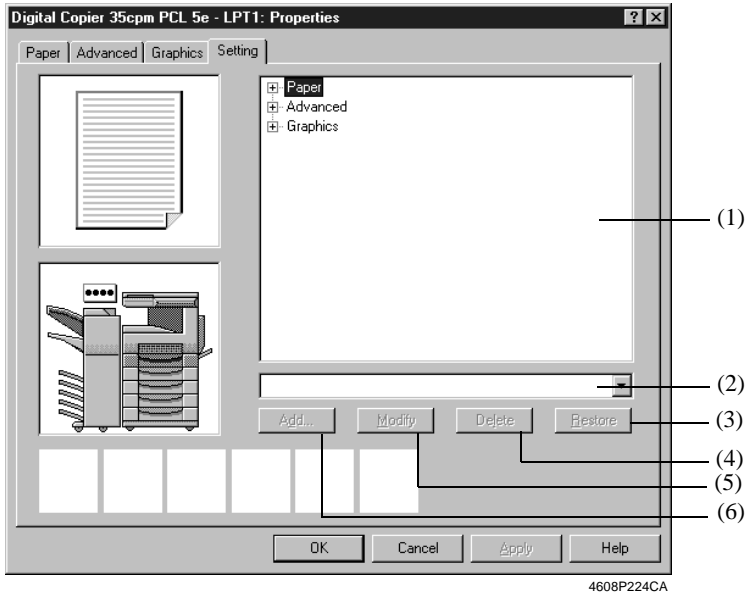 Digital Copier 35cpm PCL 5e - LPT1: Properties
Paper Advanced Graphics Setting
Paper
Advanced
Graphics
(1)
(2)
Add... Modify Delete Restore
(3)
(4)
(5)
(6)
OK Cancel Apply Help
4608P224CA